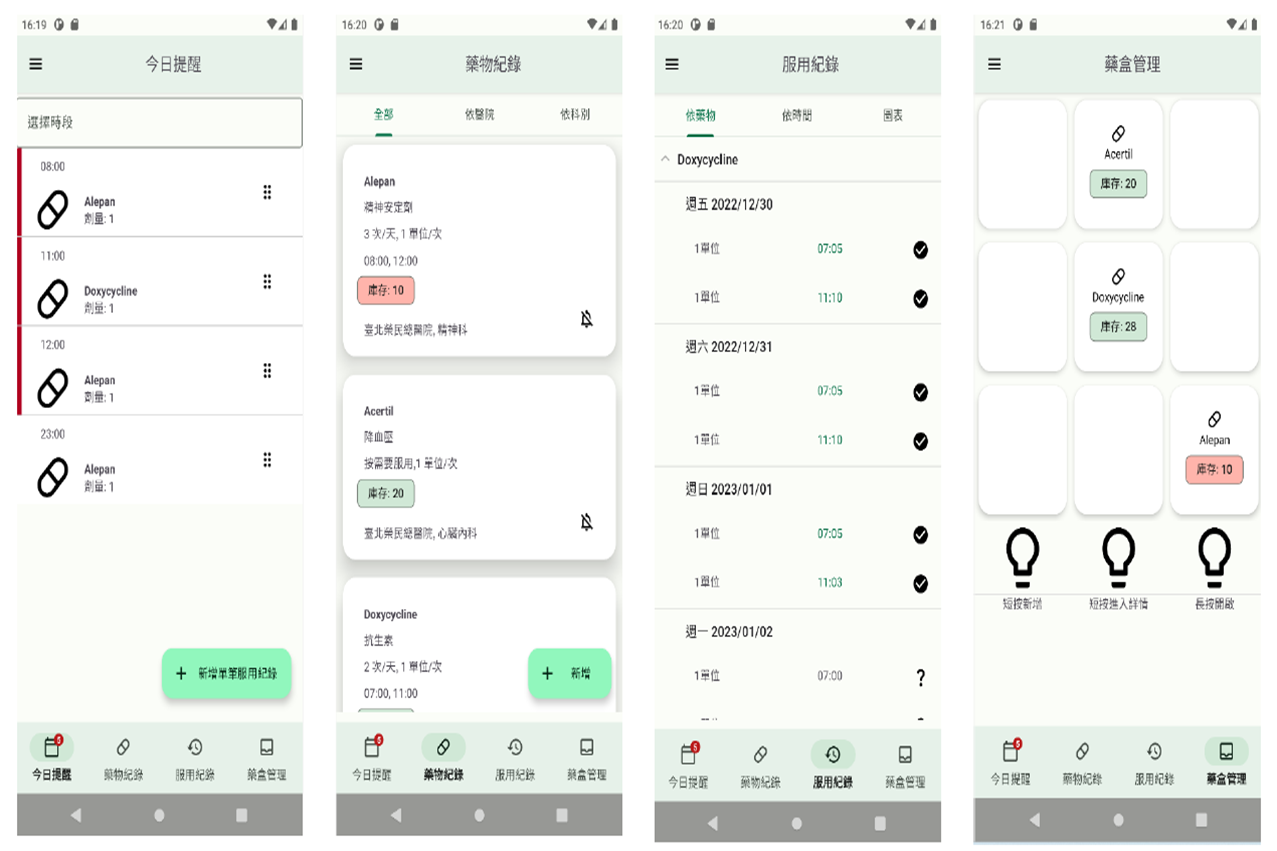 16:19
今日提醒
選擇時段
08:00
Alepan
劑量: 1
11:00
Doxycycline
劑量: 1
12:00
Alepan
劑量: 1
23:00
Alepan
劑量: 1
+ 新增單筆服用紀錄
今日提醒 藥物紀錄 服用紀錄 藥盒管理
16:20
藥物紀錄
全部 依醫院 依科別
Alepan
精神安定劑
3 次/天, 1 單位/次
08:00, 12:00
庫存: 10
臺北榮民總醫院, 精神科
Acertil
降血壓
按需要服用,1 單位/次
庫存: 20
臺北榮民總醫院, 心臟內科
Doxycycline
抗生素
2 次/天, 1 單位/次
07:00, 11:00
+ 新增
今日提醒 藥物紀錄 服用紀錄 藥盒管理
16:20
服用紀錄
依藥物 依時間 圖表
Doxycycline
週五 2022/12/30
1單位 07:05
1單位 11:10
週六 2022/12/31
1單位 07:05
1單位 11:10
週日 2023/01/01
1單位 07:05
1單位 11:03
週一 2023/01/02
1單位 07:00 ?
今日提醒 藥物紀錄 服用紀錄 藥盒管理
16:21
藥盒管理
Acertil
庫存: 20
Doxycycline
庫存: 28
Alepan
庫存: 10
短按新增 短按進入詳情 長按開啟
今日提醒 藥物紀錄 服用紀錄 藥盒管理